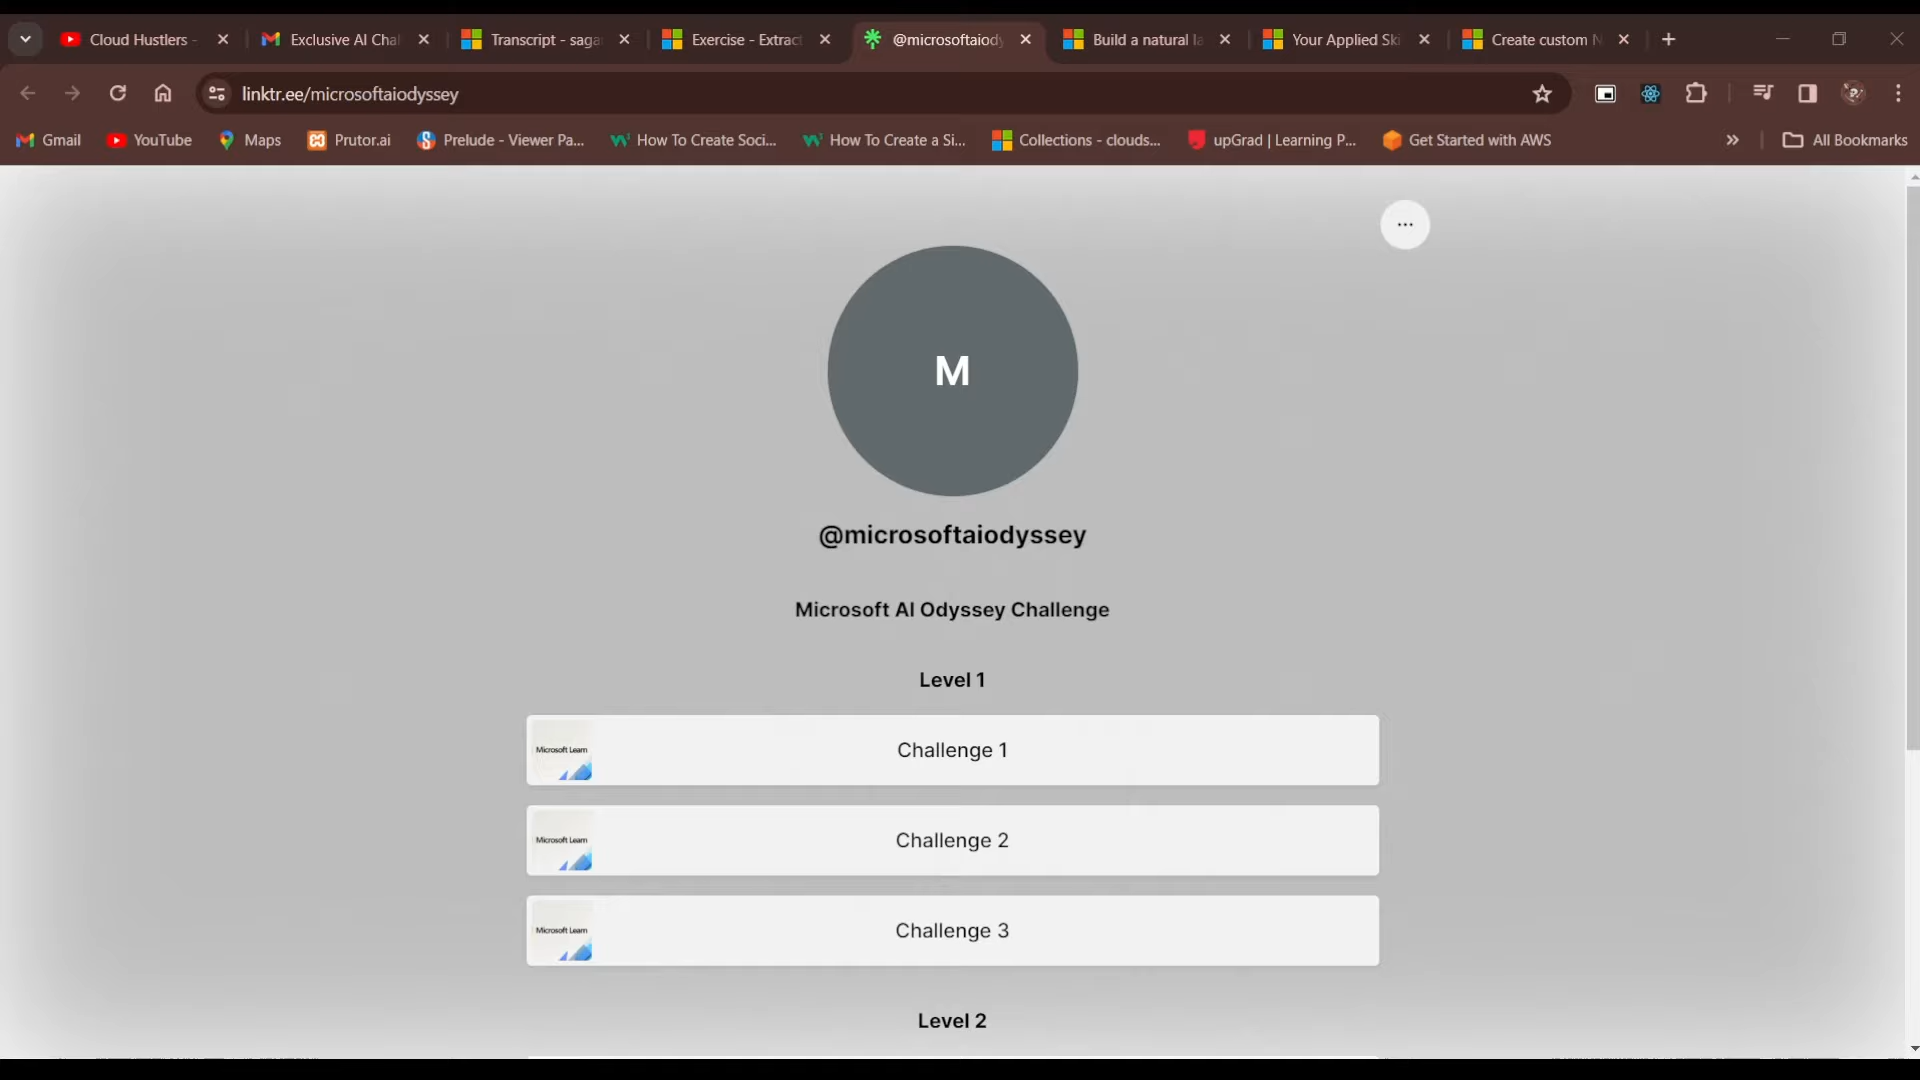 Cloud Hustlers -
Exclusive AI Chal
Transcript - saga
Exercise - Extract
@microsoftaiody
Build a natural la
Your Applied Ski
Create custom N
linktr.ee/microsoftaiodyssey
Gmail
YouTube
Maps
Prutor.ai
Prelude - Viewer Pa...
How To Create Soci...
How To Create a Si...
Collections - clouds...
upGrad | Learning P...
Get Started with AWS
»
All Bookmarks
...
M
@microsoftaiodyssey
Microsoft AI Odyssey Challenge
Level 1
Microsoft Learn
Challenge 1
Microsoft Learn
Challenge 2
Microsoft Learn
Challenge 3
Level 2